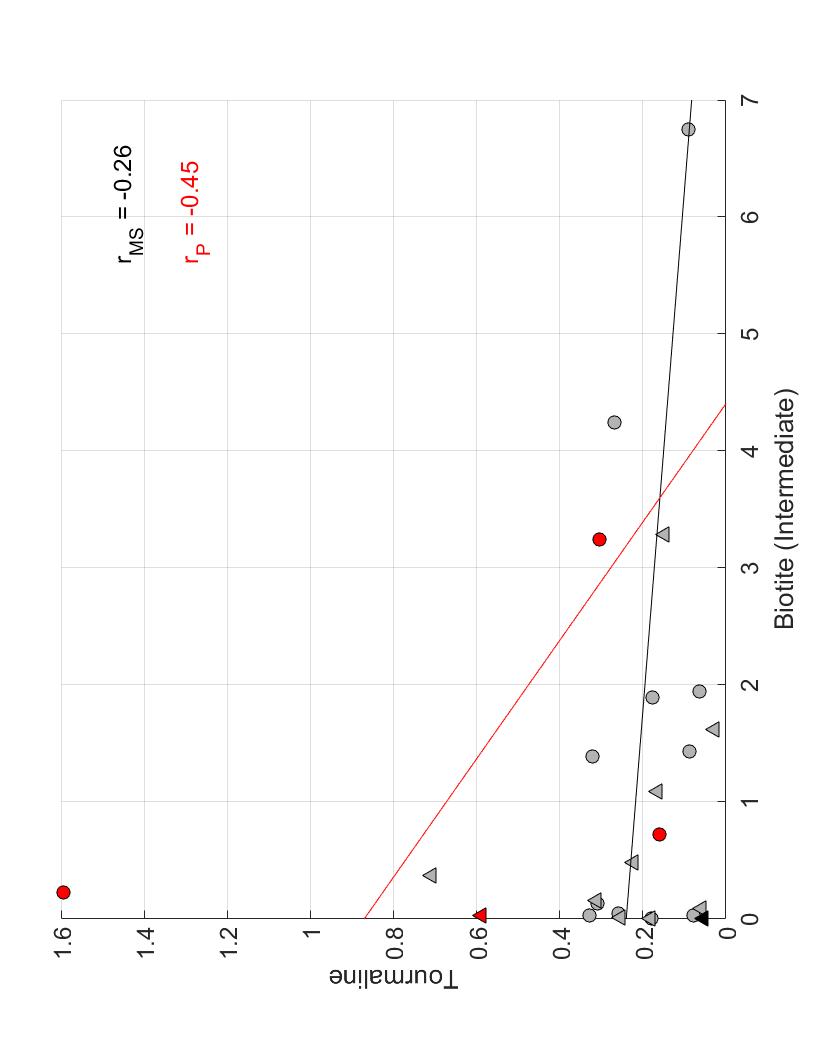 1.6
1.4
1.2
1
0.8
0.6
0.4
0.2
0
Tourmaline
r_MS = -0.26
r_P = -0.45
0 1 2 3 4 5 6 7
Biotite (Intermediate)